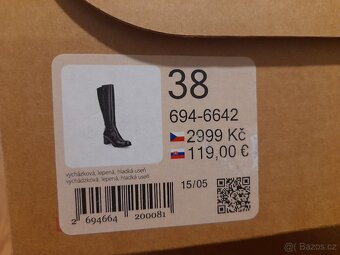 38
694-6642
2999 Kč
119,00 €
vycházková, lepená, hladká useň
vychádzková, lepená, hladká useň
15/05
2 694664 200081
Bazos.cz